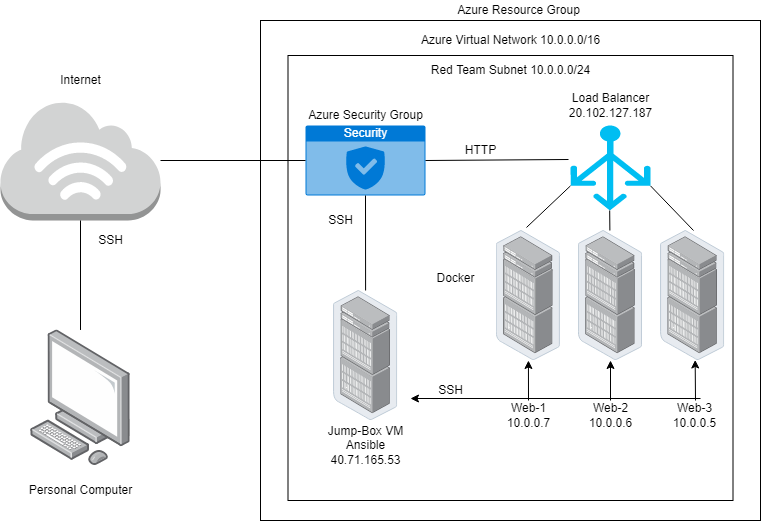 Azure Resource Group
Azure Virtual Network 10.0.0.0/16
Red Team Subnet 10.0.0.0/24
Internet
Load Balancer
20.102.127.187
Azure Security Group
Security
HTTP
SSH
SSH
Docker
SSH
Web-1
10.0.0.7
Web-2
10.0.0.6
Web-3
10.0.0.5
Jump-Box VM
Ansible
40.71.165.53
Personal Computer